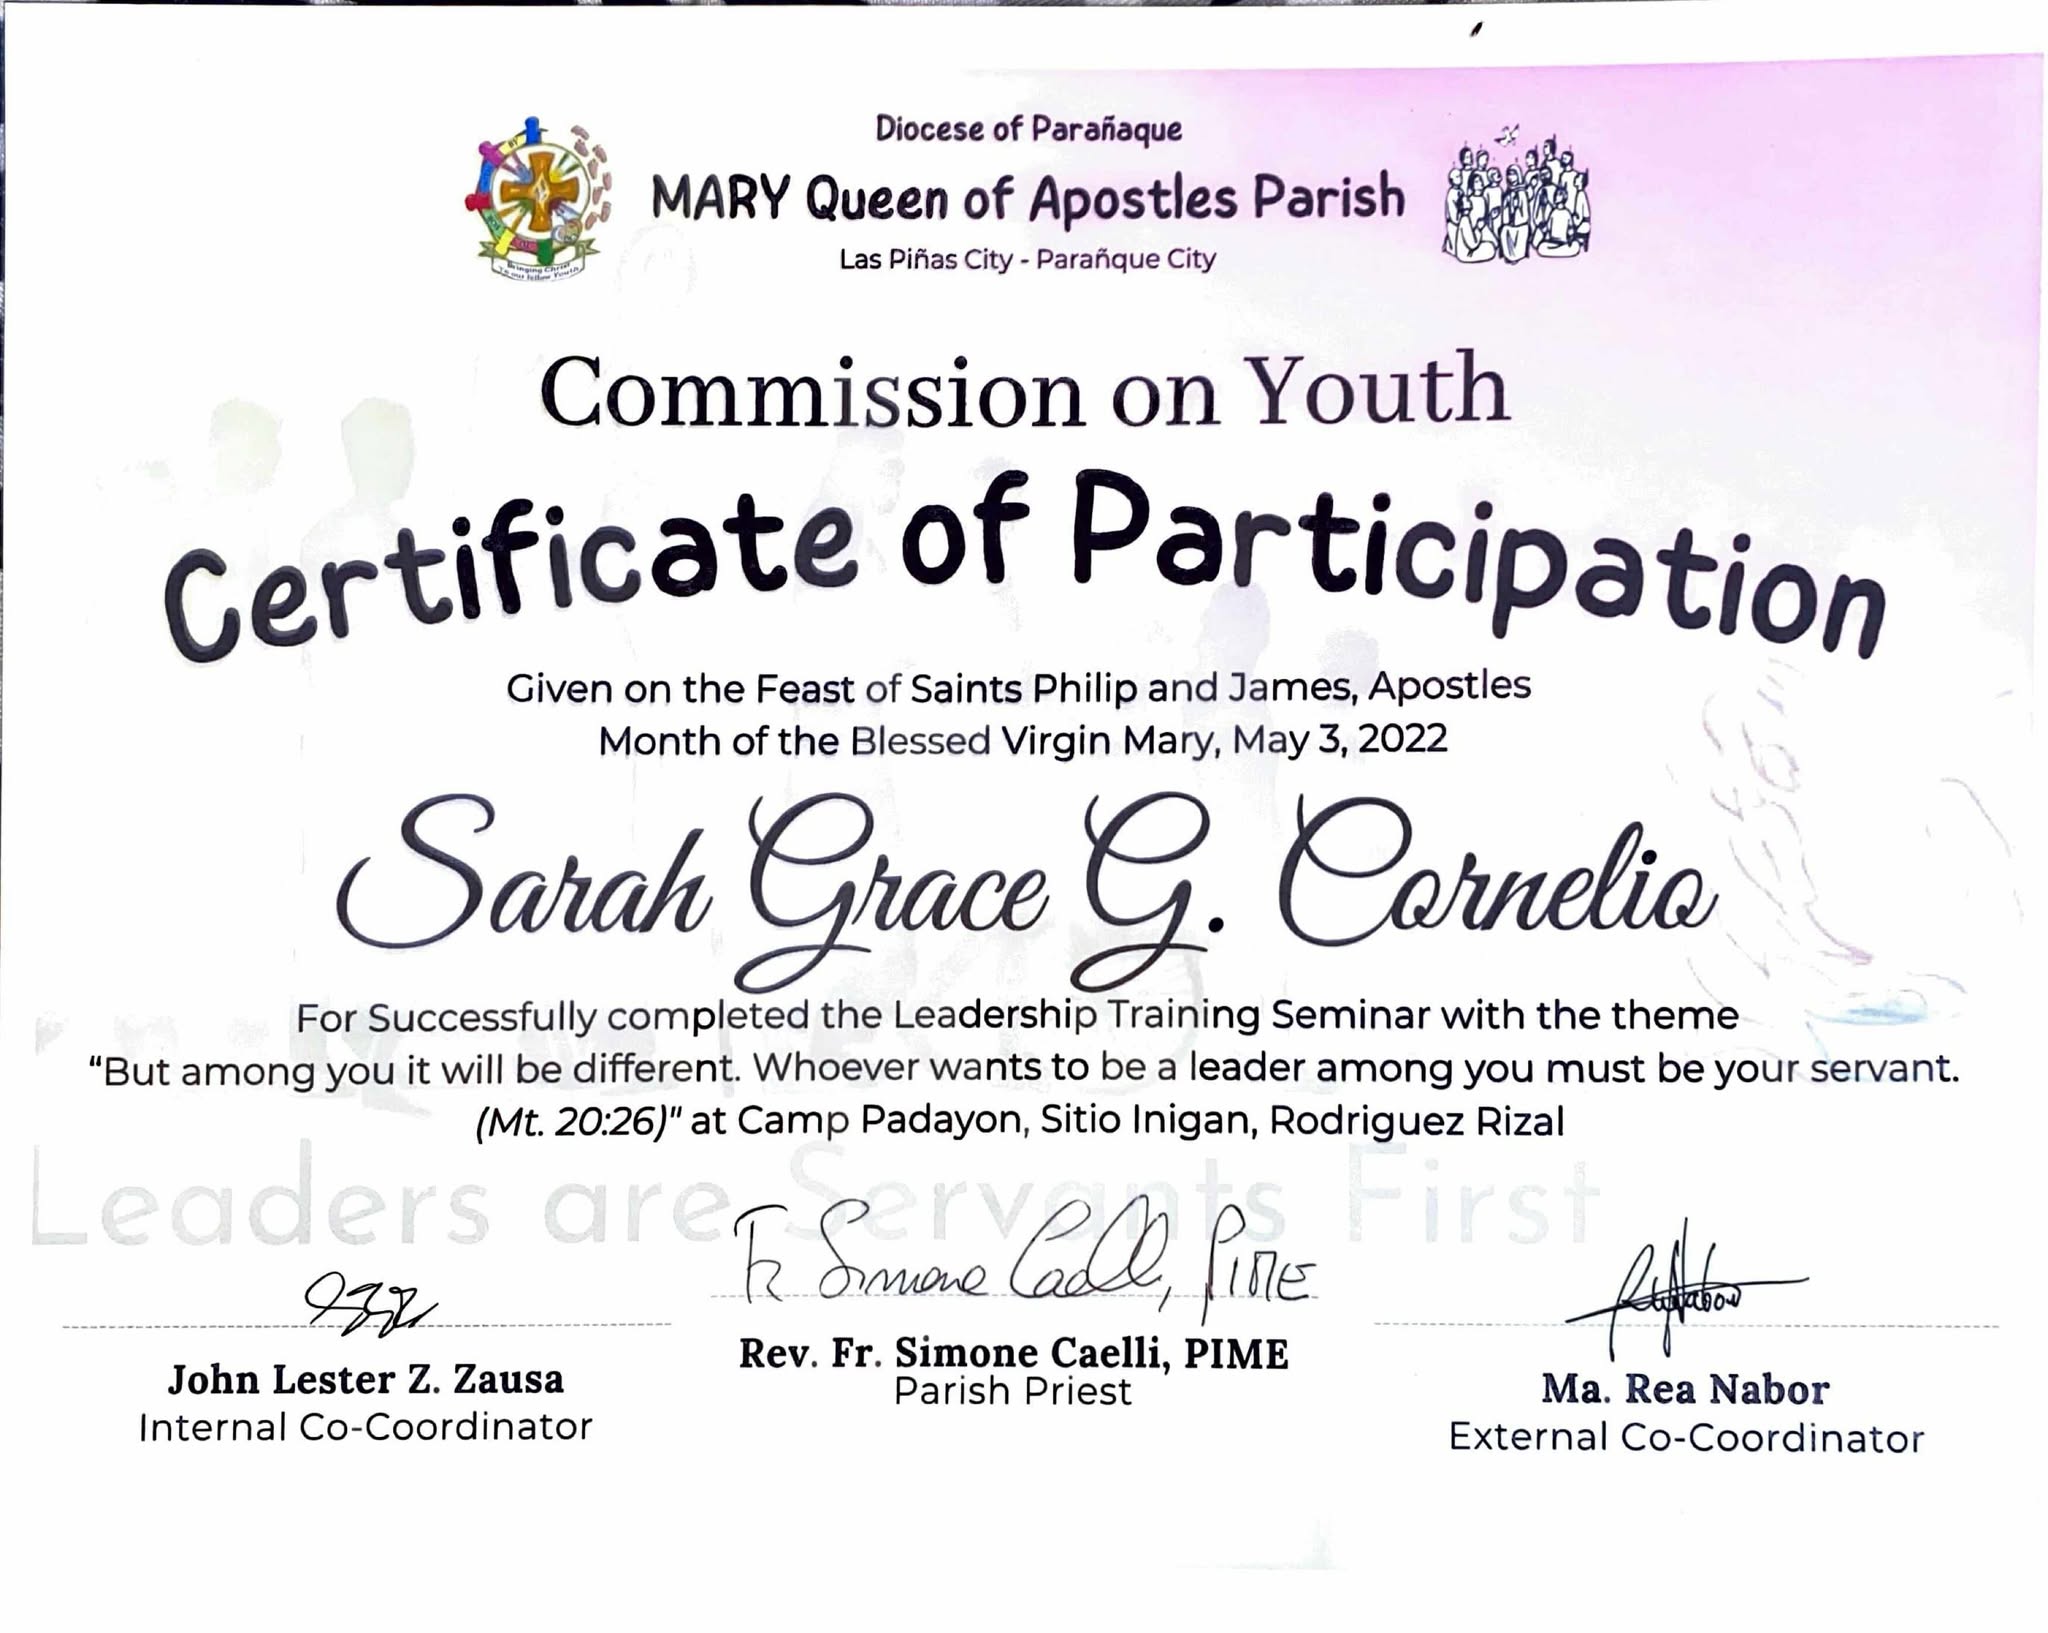 Diocese of Parañaque
MARY Queen of Apostles Parish
Las Piñas City - Parañque City
Bringing Christ
To our fellow Youth
Commission on Youth
Certificate of Participation
Given on the Feast of Saints Philip and James, Apostles
Month of the Blessed Virgin Mary, May 3, 2022
Sarah Grace G. Cornelio
For Successfully completed the Leadership Training Seminar with the theme
“But among you it will be different. Whoever wants to be a leader among you must be your servant.
(Mt. 20:26)" at Camp Padayon, Sitio Inigan, Rodriguez Rizal
Leaders are Servants First
Fr Simone Caelli, PIME
John Lester Z. Zausa
Internal Co-Coordinator
Rev. Fr. Simone Caelli, PIME
Parish Priest
Ma. Rea Nabor
External Co-Coordinator